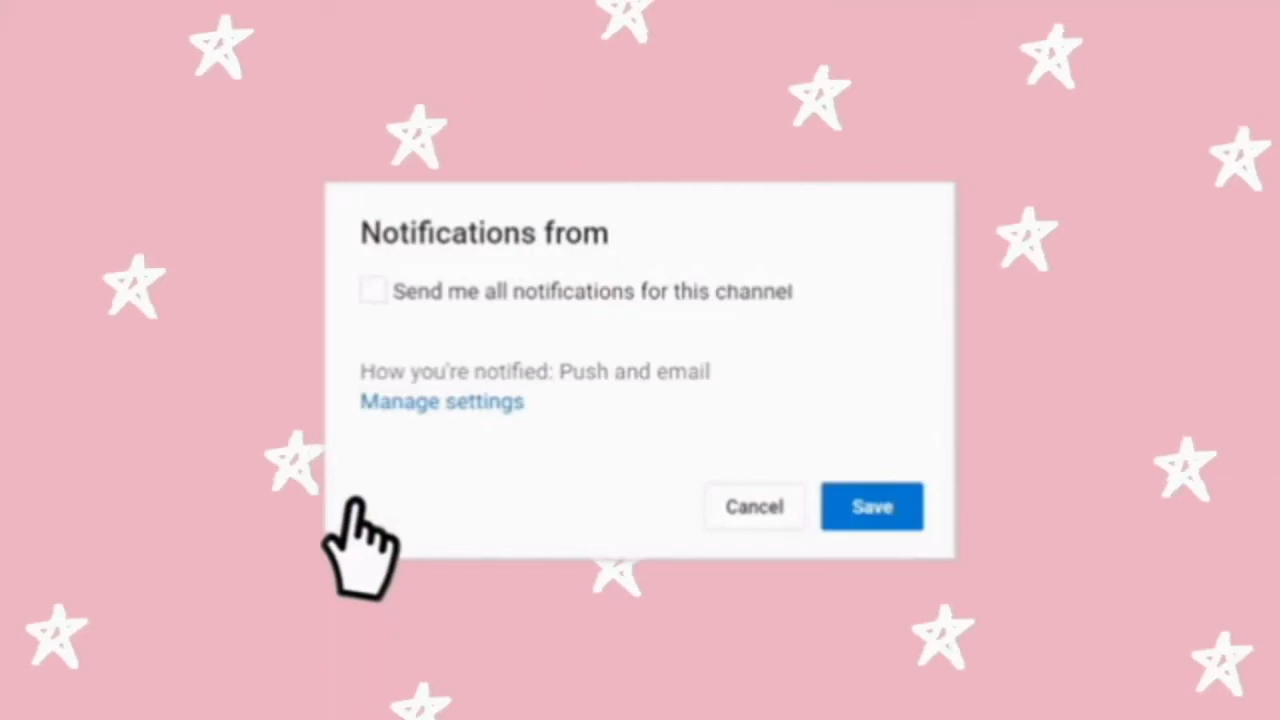 Notifications from
Send me all notifications for this channel
How you're notified: Push and email
Manage settings
Cancel
Save